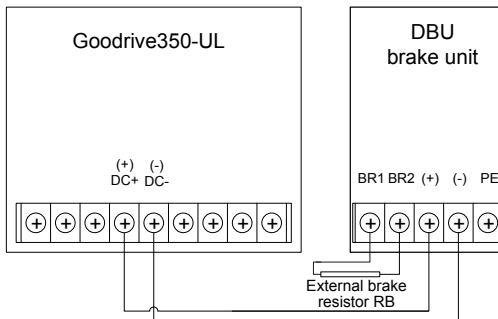 Goodrive350-UL
(+) (-)
DC+ DC-
DBU
brake unit
BR1 BR2 (+) (-) PE
External brake
resistor RB